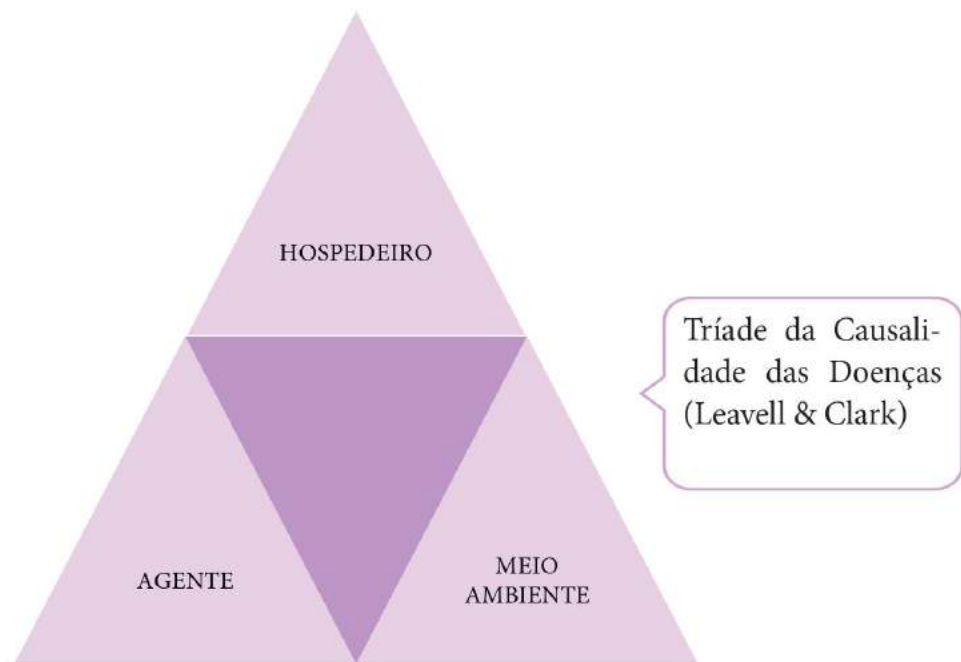 HOSPEDEIRO
Tríade da Causali-
dade das Doenças
(Leavell & Clark)
AGENTE
MEIO
AMBIENTE